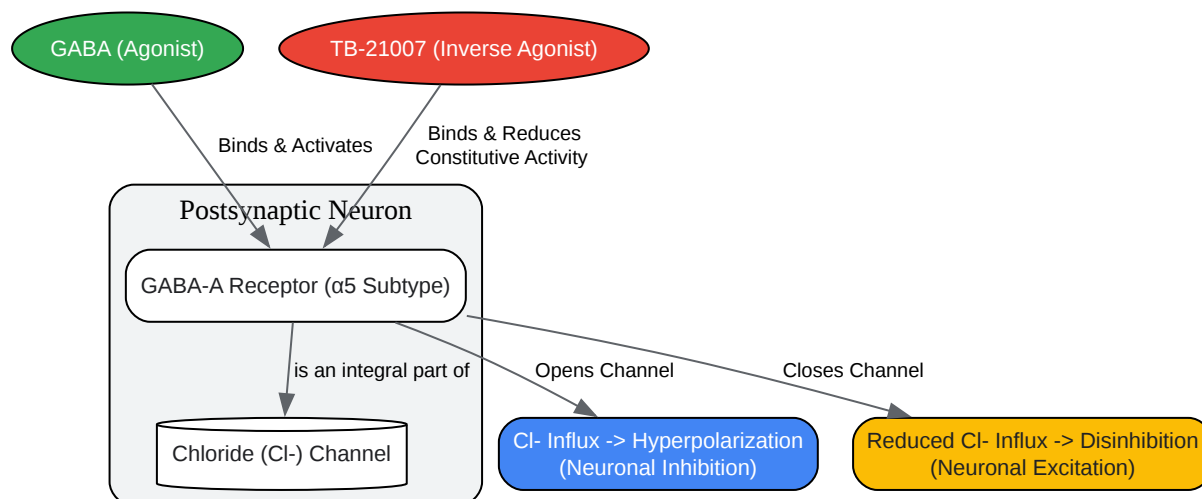 GABA (Agonist)
TB-21007 (Inverse Agonist)
Binds & Activates
Binds & Reduces
Constitutive Activity
Postsynaptic Neuron
GABA-A Receptor (α5 Subtype)
is an integral part of
Opens Channel
Closes Channel
Chloride (Cl-) Channel
Cl- Influx -> Hyperpolarization
(Neuronal Inhibition)
Reduced Cl- Influx -> Disinhibition
(Neuronal Excitation)